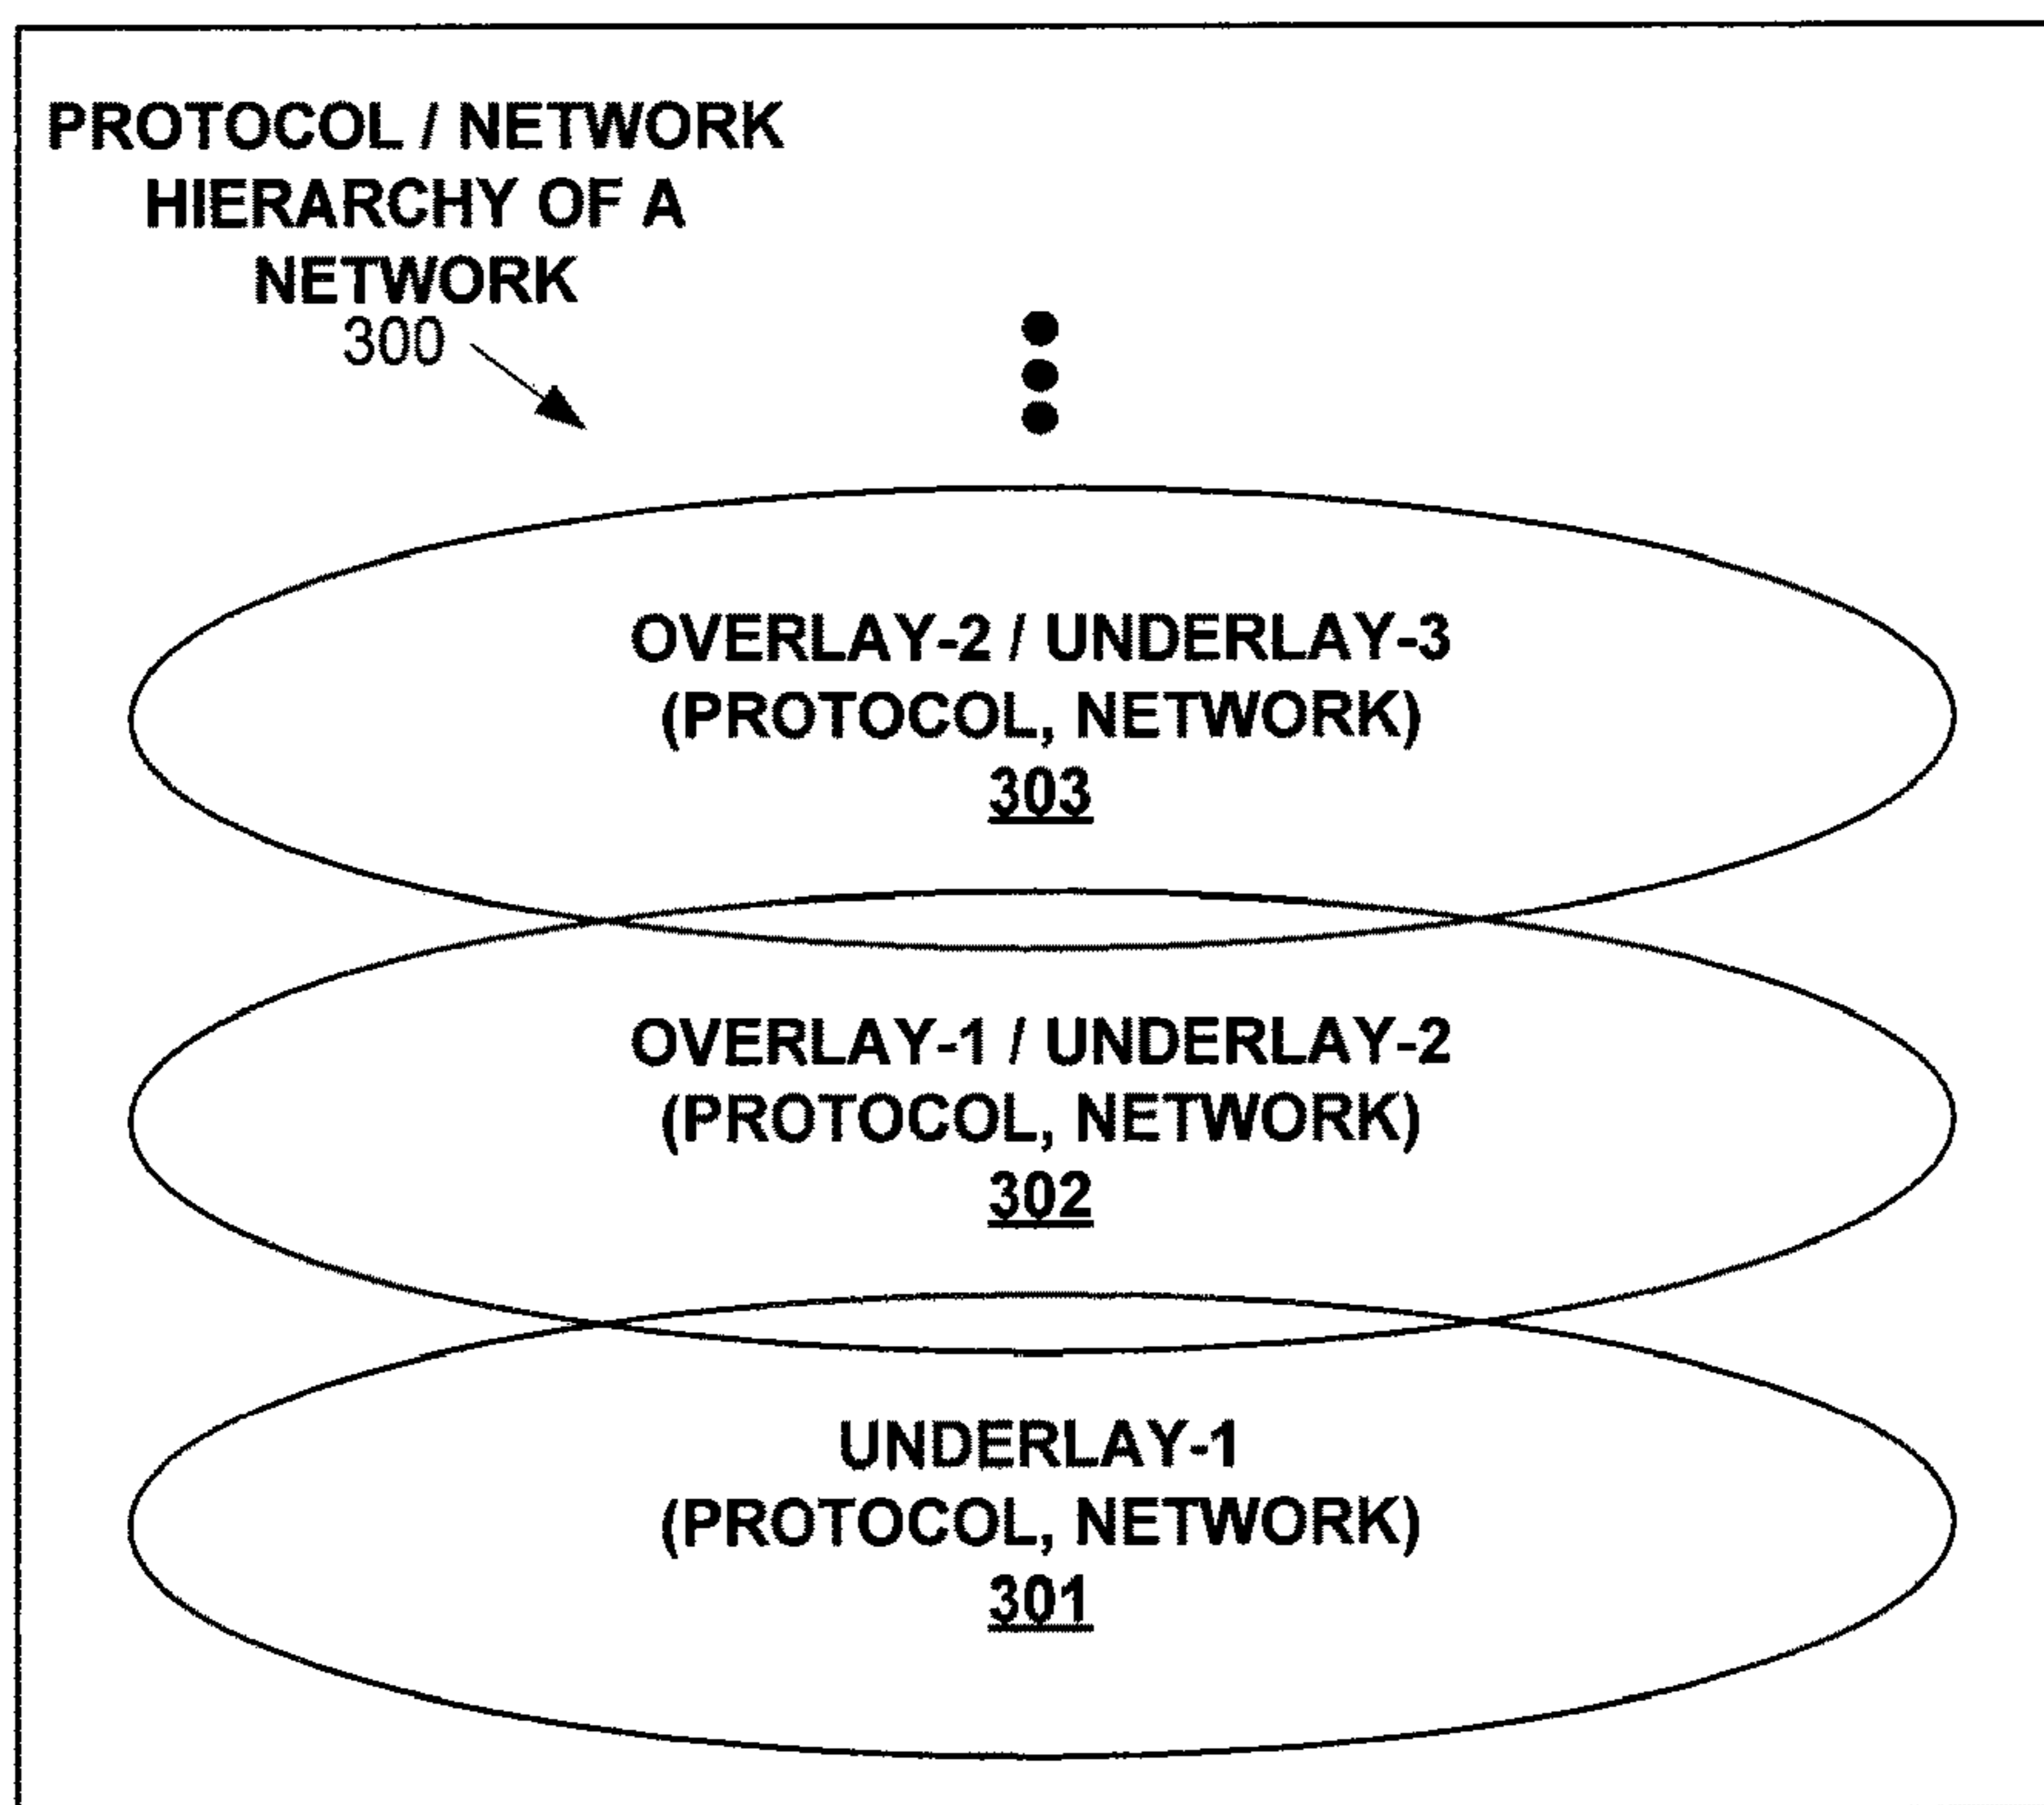 PROTOCOL / NETWORK
HIERARCHY OF A
NETWORK
300
OVERLAY-2 / UNDERLAY-3
(PROTOCOL, NETWORK)
303
OVERLAY-1 / UNDERLAY-2
(PROTOCOL, NETWORK)
302
UNDERLAY-1
(PROTOCOL, NETWORK)
301